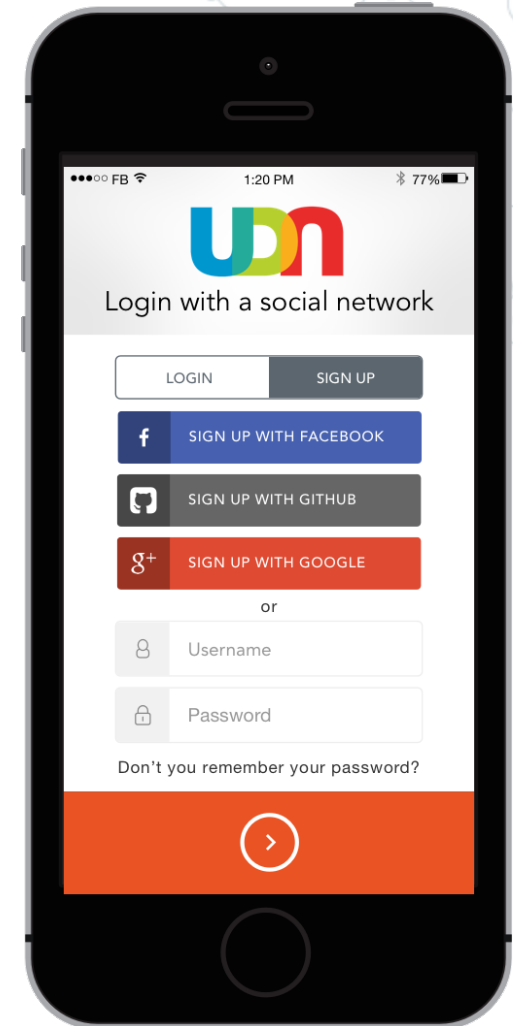 FB 1:20 PM 77%
UDN
Login with a social network
LOGIN SIGN UP
f SIGN UP WITH FACEBOOK
SIGN UP WITH GITHUB
g+ SIGN UP WITH GOOGLE
or
Username
Password
Don't you remember your password?